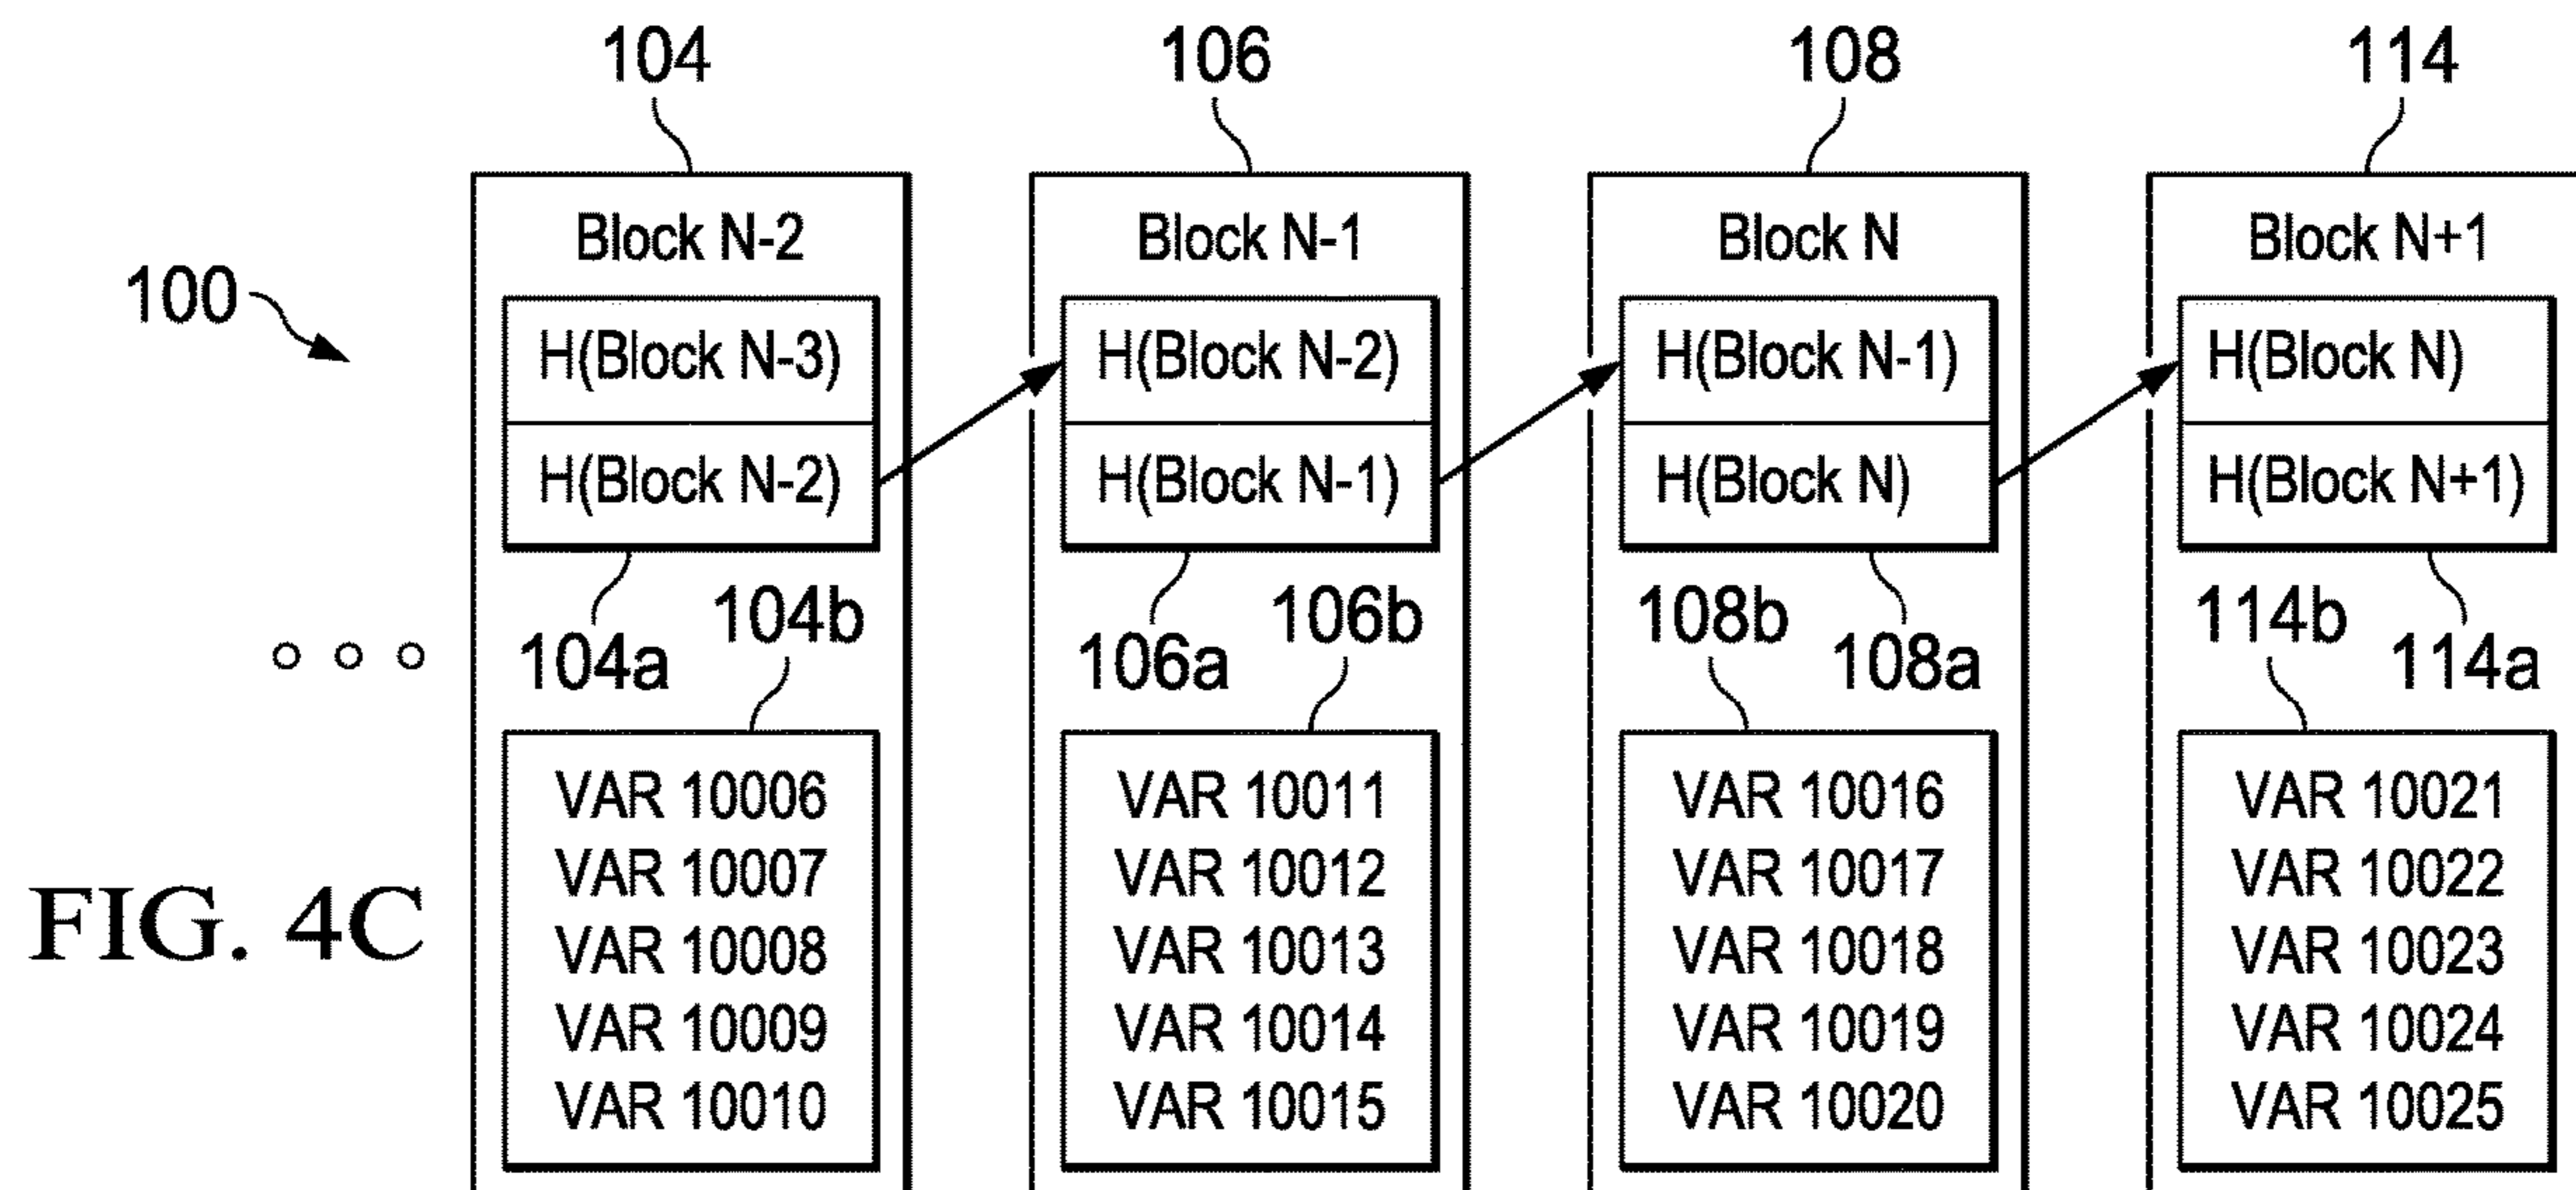 104 106 108 114
Block N-2 Block N-1 Block N Block N+1
100
H(Block N-3) H(Block N-2) H(Block N-1) H(Block N)
H(Block N-2) H(Block N-1) H(Block N) H(Block N+1)
104b 106b 108b 114b
104a 106a 108a 114a
VAR 10006 VAR 10011 VAR 10016 VAR 10021
VAR 10007 VAR 10012 VAR 10017 VAR 10022
FIG. 4C
VAR 10008 VAR 10013 VAR 10018 VAR 10023
VAR 10009 VAR 10014 VAR 10019 VAR 10024
VAR 10010 VAR 10015 VAR 10020 VAR 10025